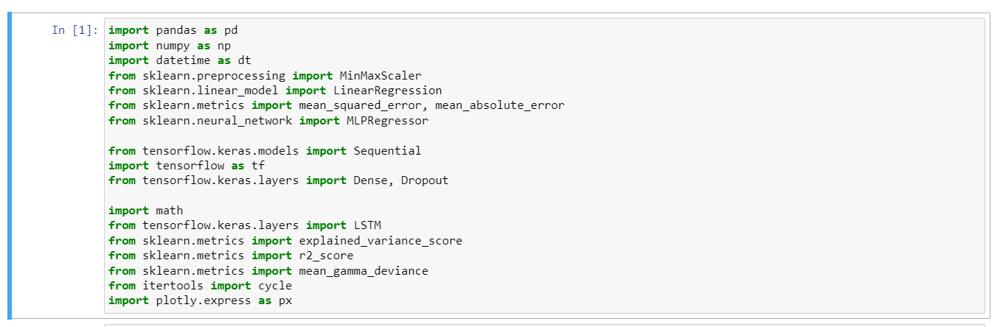 In [1]: import pandas as pd
import numpy as np
import datetime as dt
from sklearn.preprocessing import MinMaxScaler
from sklearn.linear_model import LinearRegression
from sklearn.metrics import mean_squared_error, mean_absolute_error
from sklearn.neural_network import MLPRegressor
from tensorflow.keras.models import Sequential
import tensorflow as tf
from tensorflow.keras.layers import Dense, Dropout
import math
from tensorflow.keras.layers import LSTM
from sklearn.metrics import explained_variance_score
from sklearn.metrics import r2_score
from sklearn.metrics import mean_gamma_deviance
from itertools import cycle
import plotly.express as px